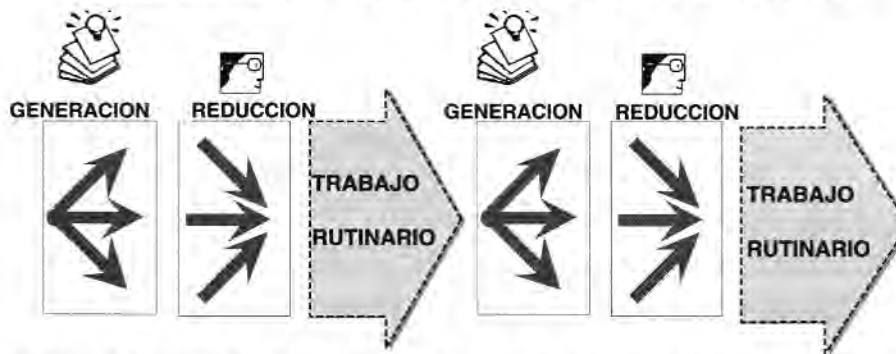 GENERACION
REDUCCION
TRABAJO
RUTINARIO
GENERACION
REDUCCION
TRABAJO
RUTINARIO